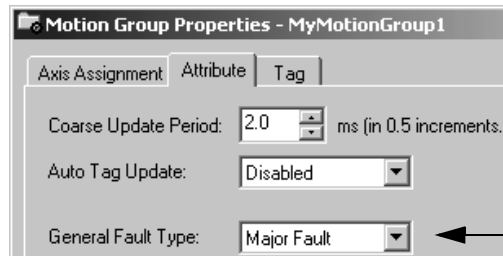 Motion Group Properties - MyMotionGroup1
Axis Assignment Attribute Tag
Coarse Update Period: 2.0 ms (in 0.5 increments.
Auto Tag Update: Disabled
General Fault Type: Major Fault